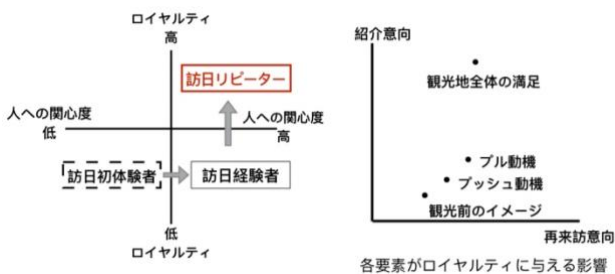 ロイヤルティ
高
訪日リピーター
人への関心度
低
人への関心度
高
訪日初体験者
訪日経験者
低
ロイヤルティ
紹介意向
観光地全体の満足
プル動機
プッシュ動機
観光前のイメージ
再来訪意向
各要素がロイヤルティに与える影響